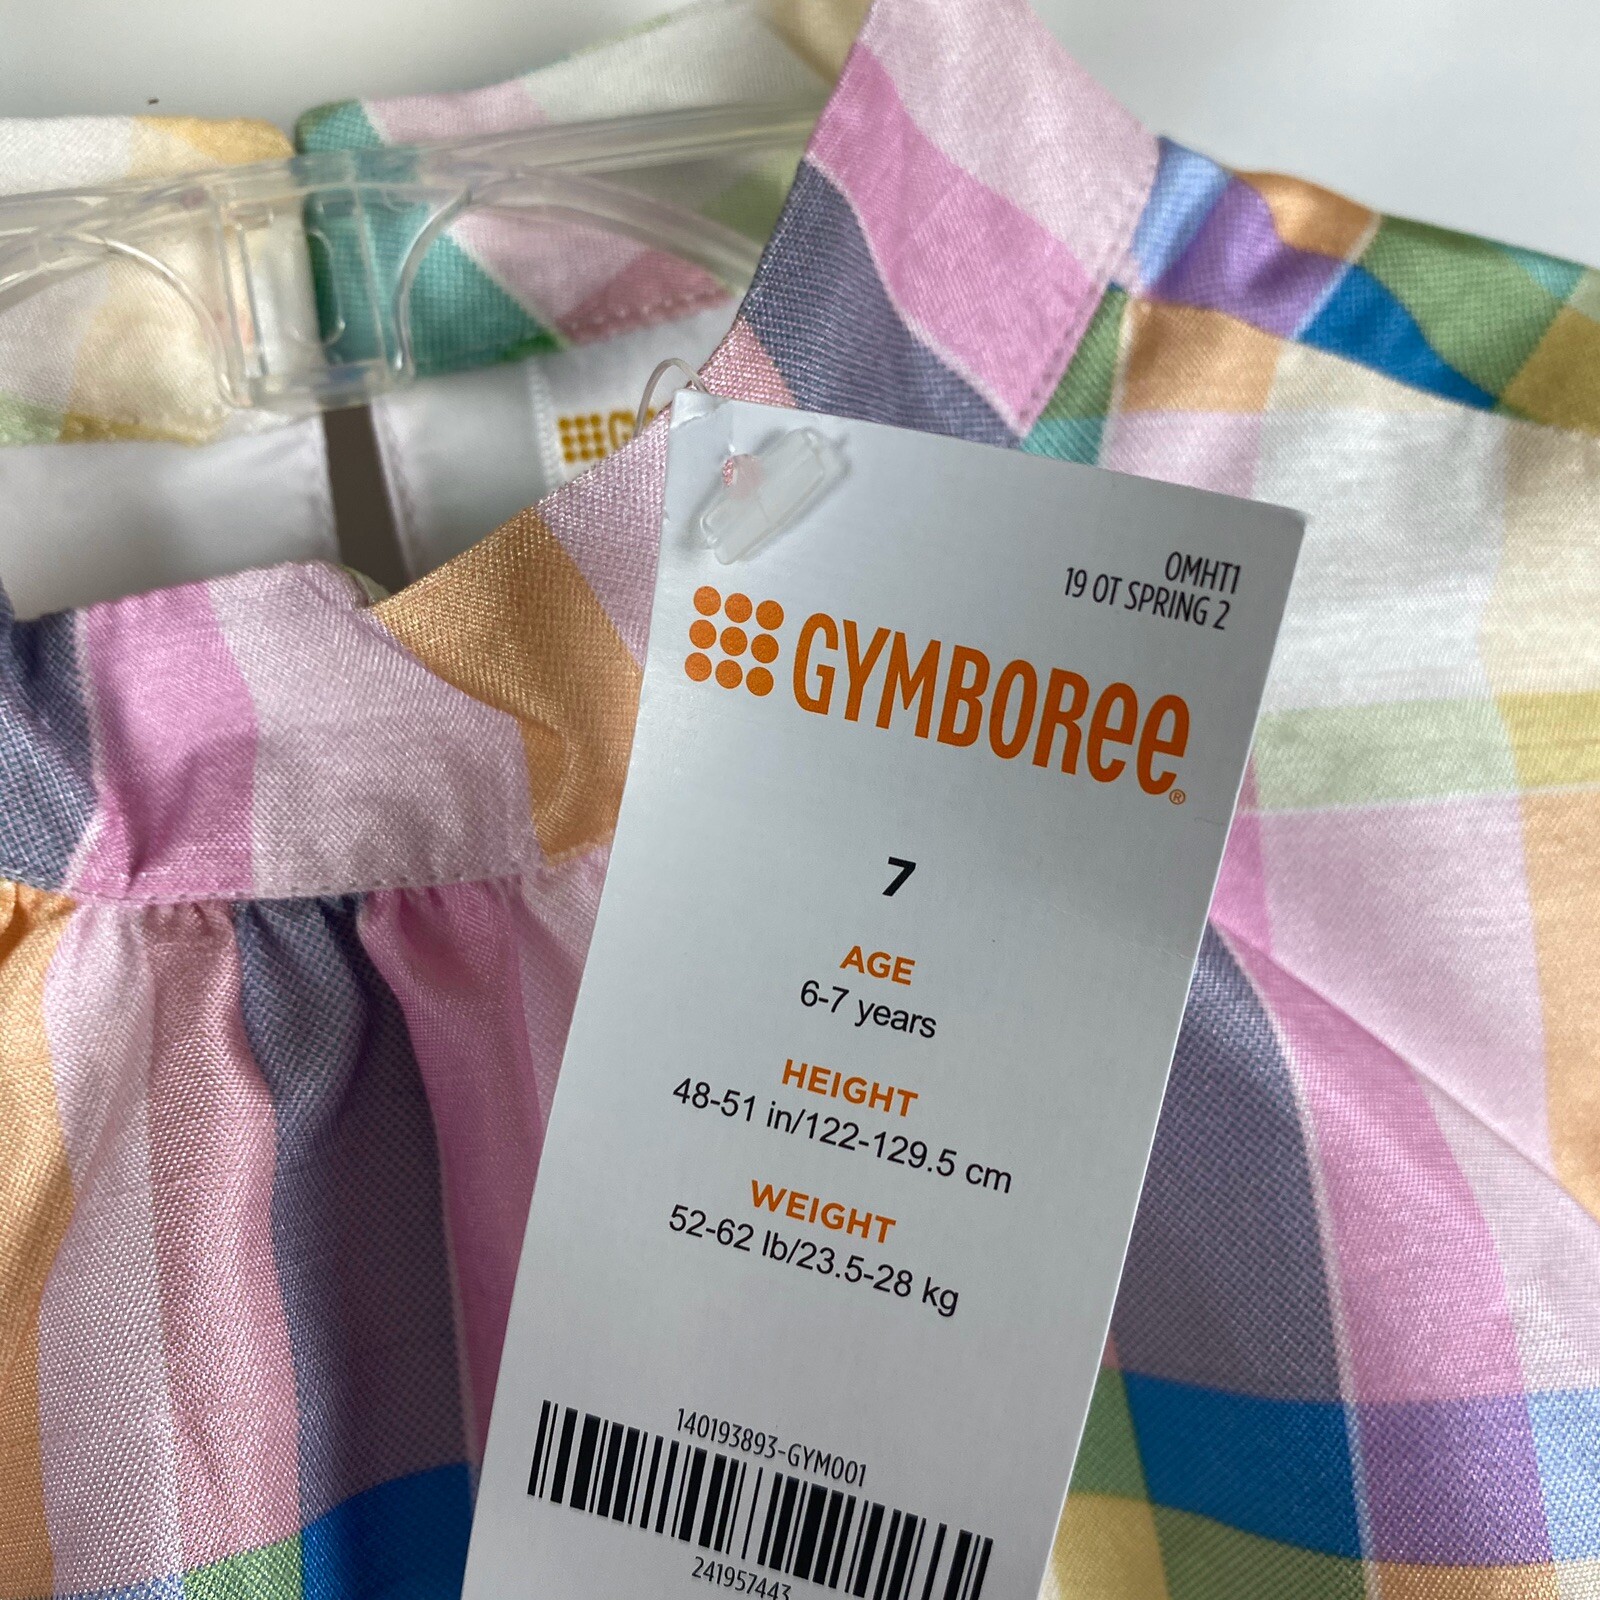 OMHT1
19 OT SPRING 2
GYMBOREE®
7
AGE
6-7 years
HEIGHT
48-51 in/122-129.5 cm
WEIGHT
52-62 lb/23.5-28 kg
140193893-GYM001
241957443